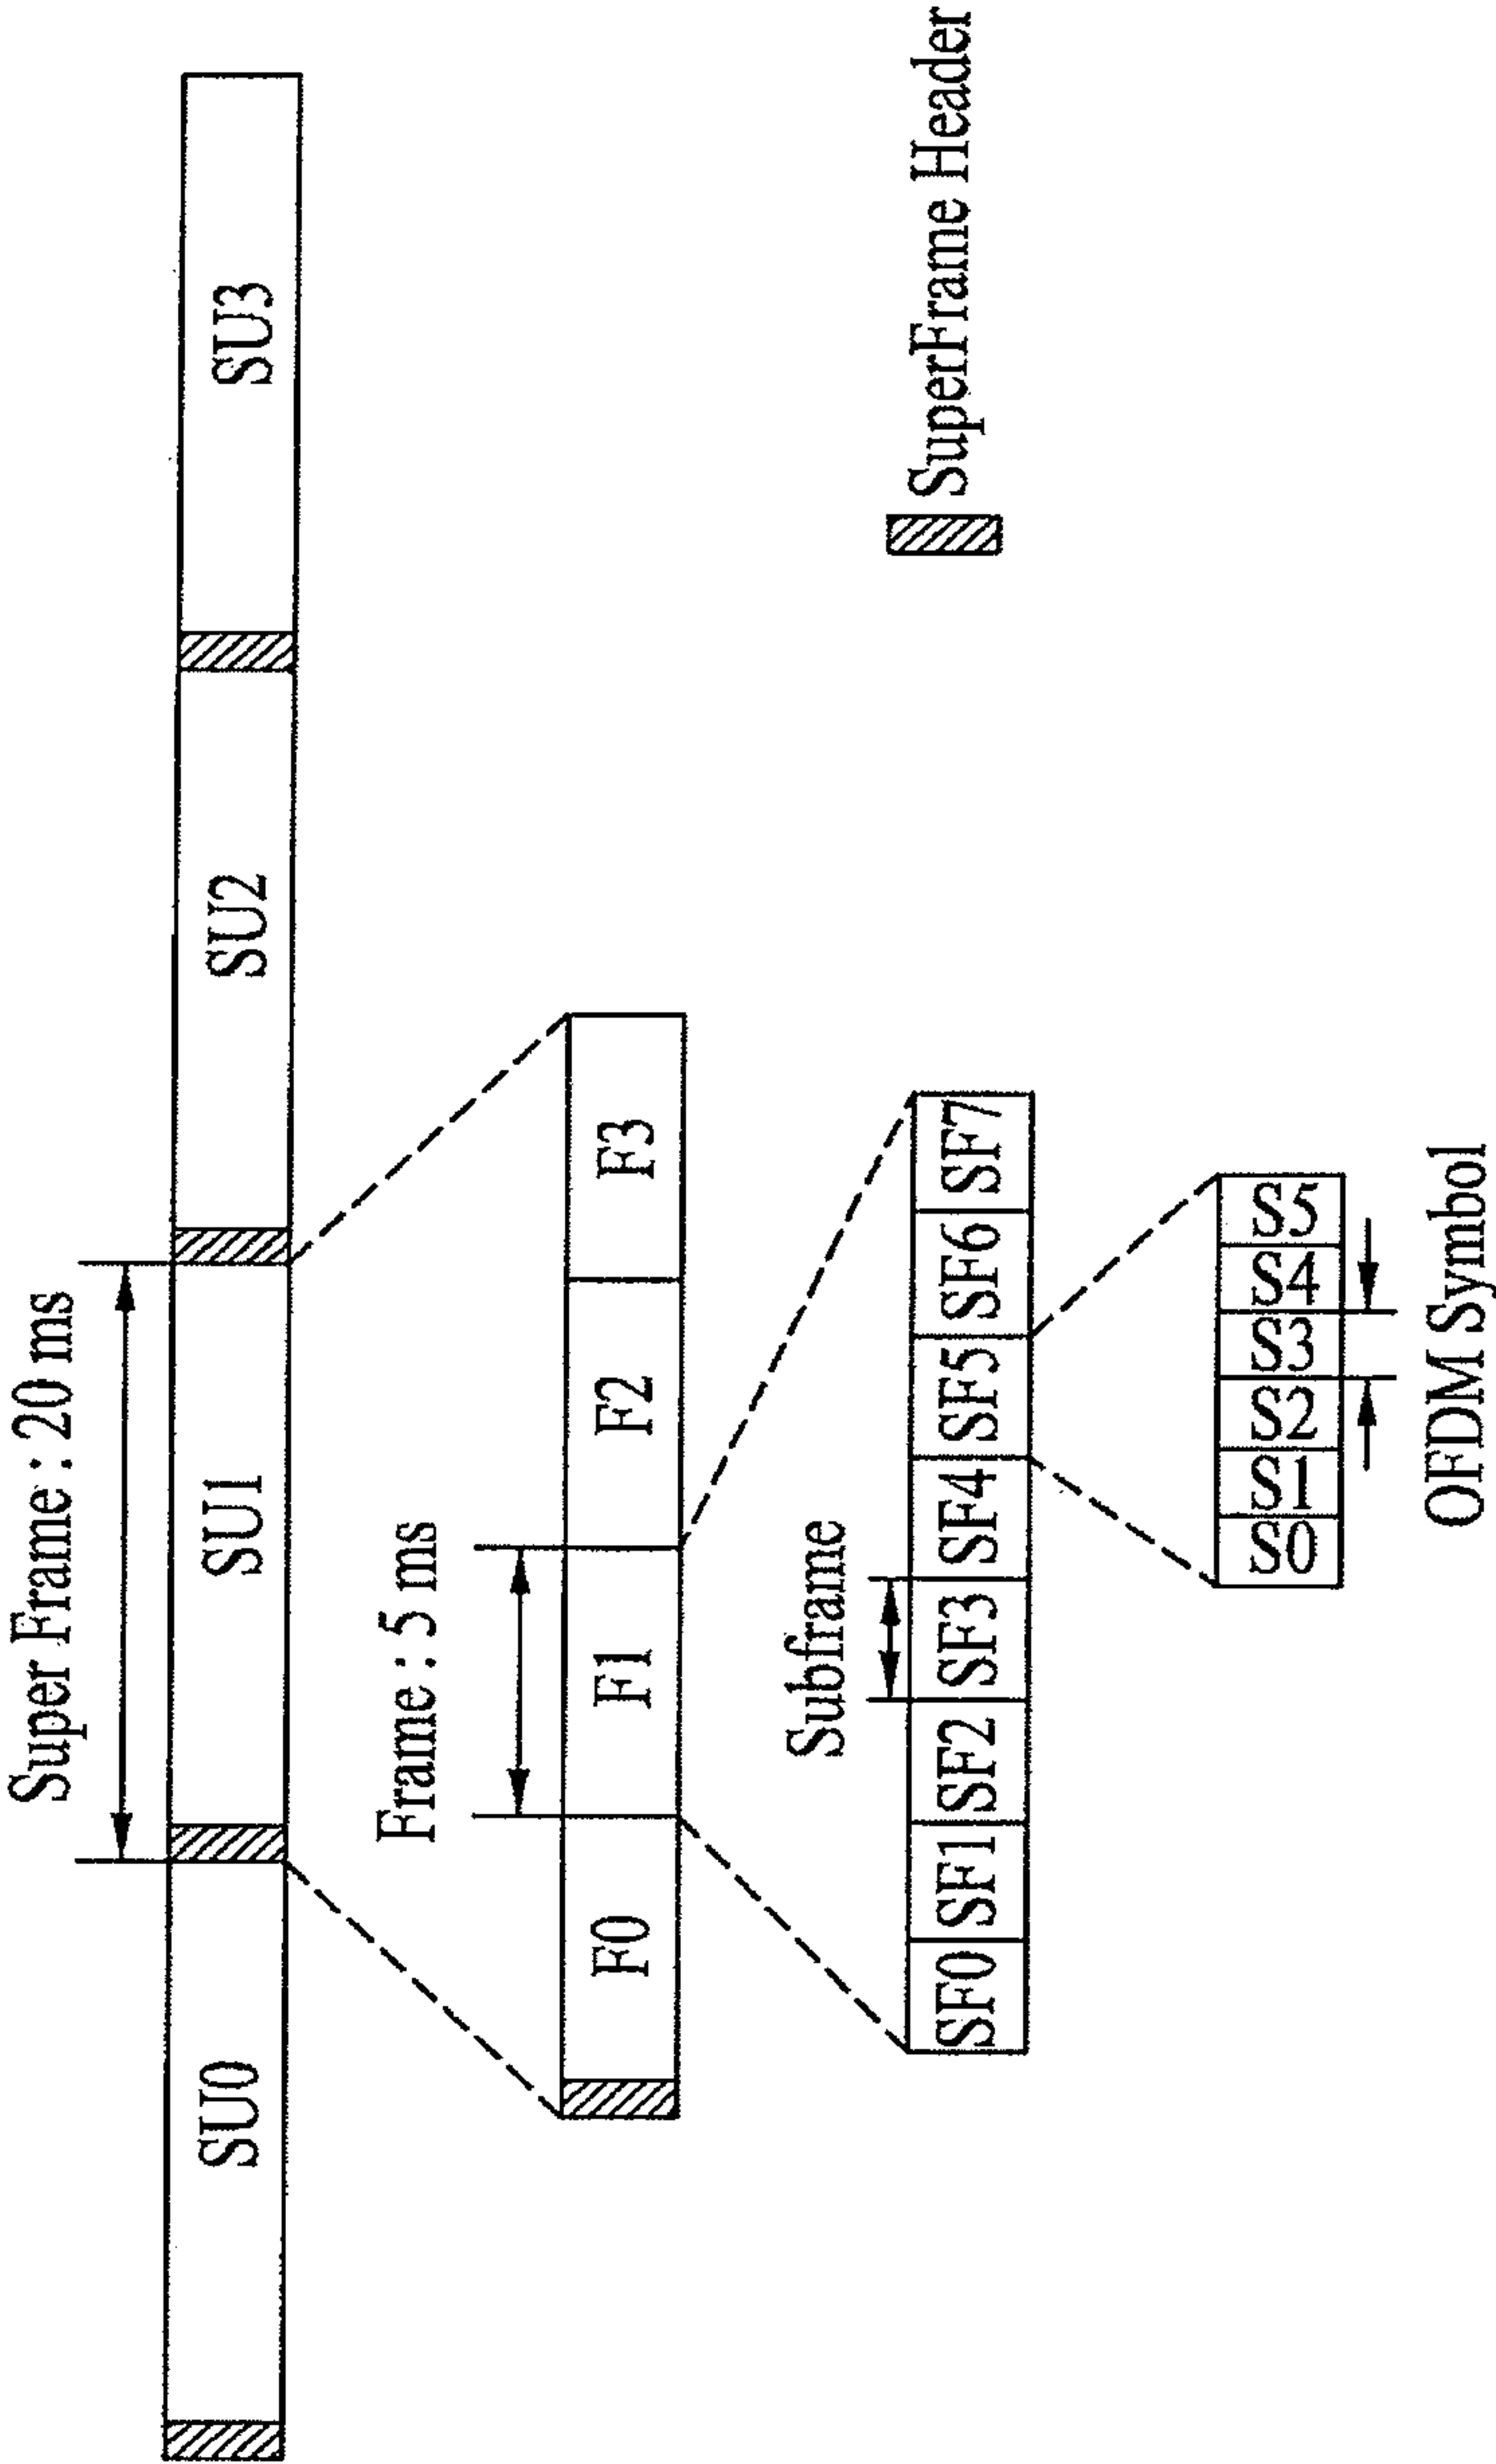 Super Frame : 20 ms
SU0 SU1 SU2 SU3
Frame : 5 ms
F0 F1 F2 F3
Subframe
SF0 SF1 SF2 SF3 SF4 SF5 SF6 SF7
SuperFrame Header
S0 S1 S2 S3 S4 S5
OFDM Symbol